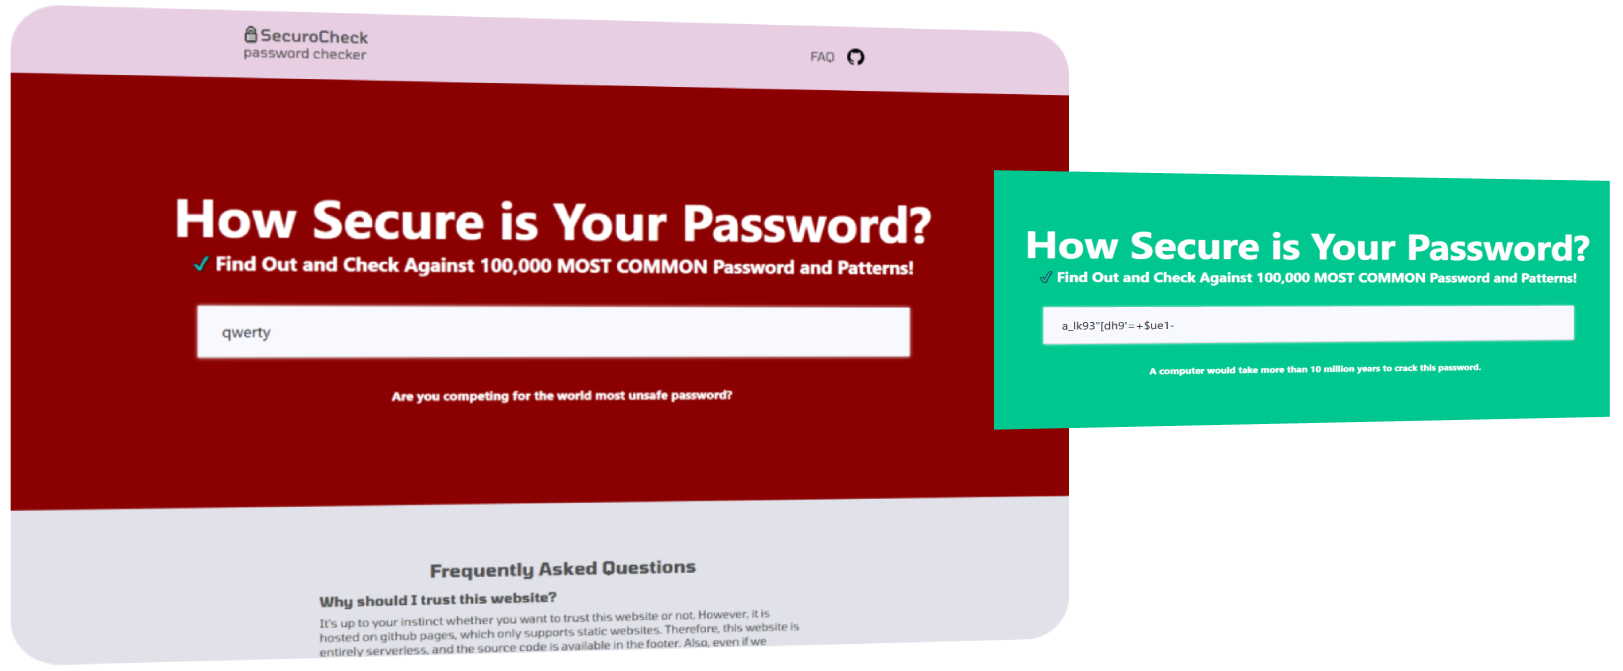 SecuroCheck
password checker
FAQ
How Secure is Your Password?
✓ Find Out and Check Against 100,000 MOST COMMON Password and Patterns!
qwerty
Are you competing for the world most unsafe password?
Frequently Asked Questions
Why should I trust this website?
It's up to your instinct whether you want to trust this website or not. However, it is
hosted on github pages, which only supports static websites. Therefore, this website is
entirely serverless, and the source code is available in the footer. Also, even if we
How Secure is Your Password?
✓ Find Out and Check Against 100,000 MOST COMMON Password and Patterns!
a_lk93"[dh9'=+$ue1-
A computer would take more than 10 million years to crack this password.